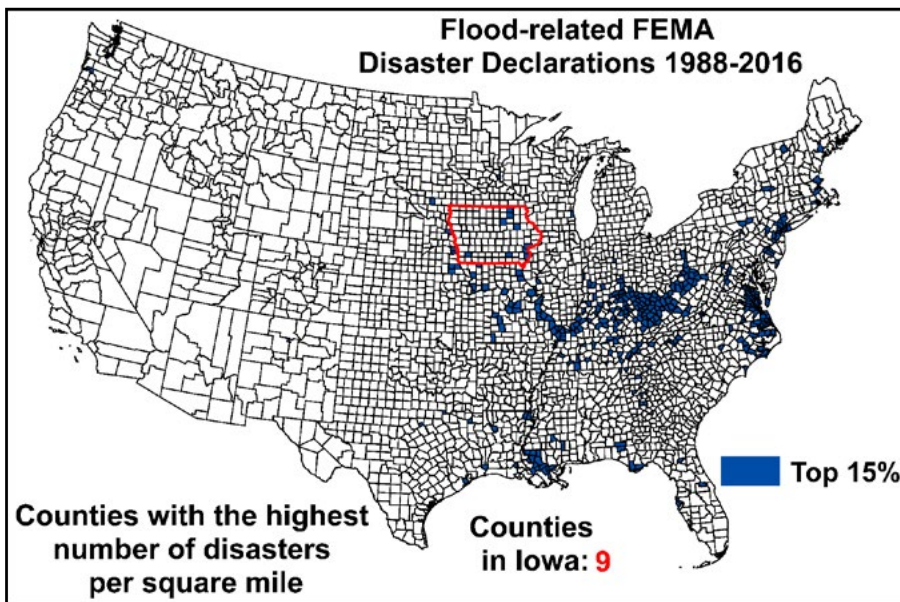 Flood-related FEMA
Disaster Declarations 1988-2016
Top 15%
Counties with the highest
number of disasters
per square mile
Counties
in Iowa: 9